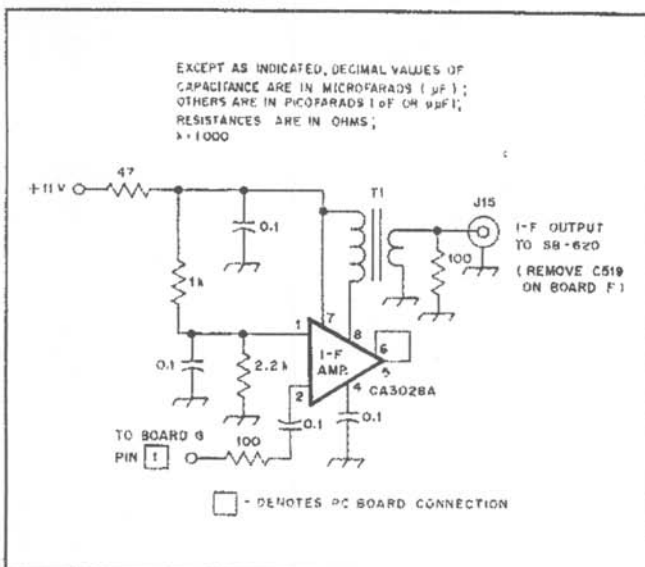 EXCEPT AS INDICATED, DECIMAL VALUES OF
CAPACITANCE ARE IN MICROFARADS (µF);
OTHERS ARE IN PICOFARADS (pF OR µµF);
RESISTANCES ARE IN OHMS;
k=1000
47
+11V
0.1
T1
J15
I-F OUTPUT
TO SB-620
(REMOVE C519
ON BOARD F)
100
1k
1
7
8
I-F
AMP.
6
5
CA3028A
0.1
2.2k
2
4
0.1
0.1
TO BOARD G
PIN 1
100
- DENOTES PC BOARD CONNECTION